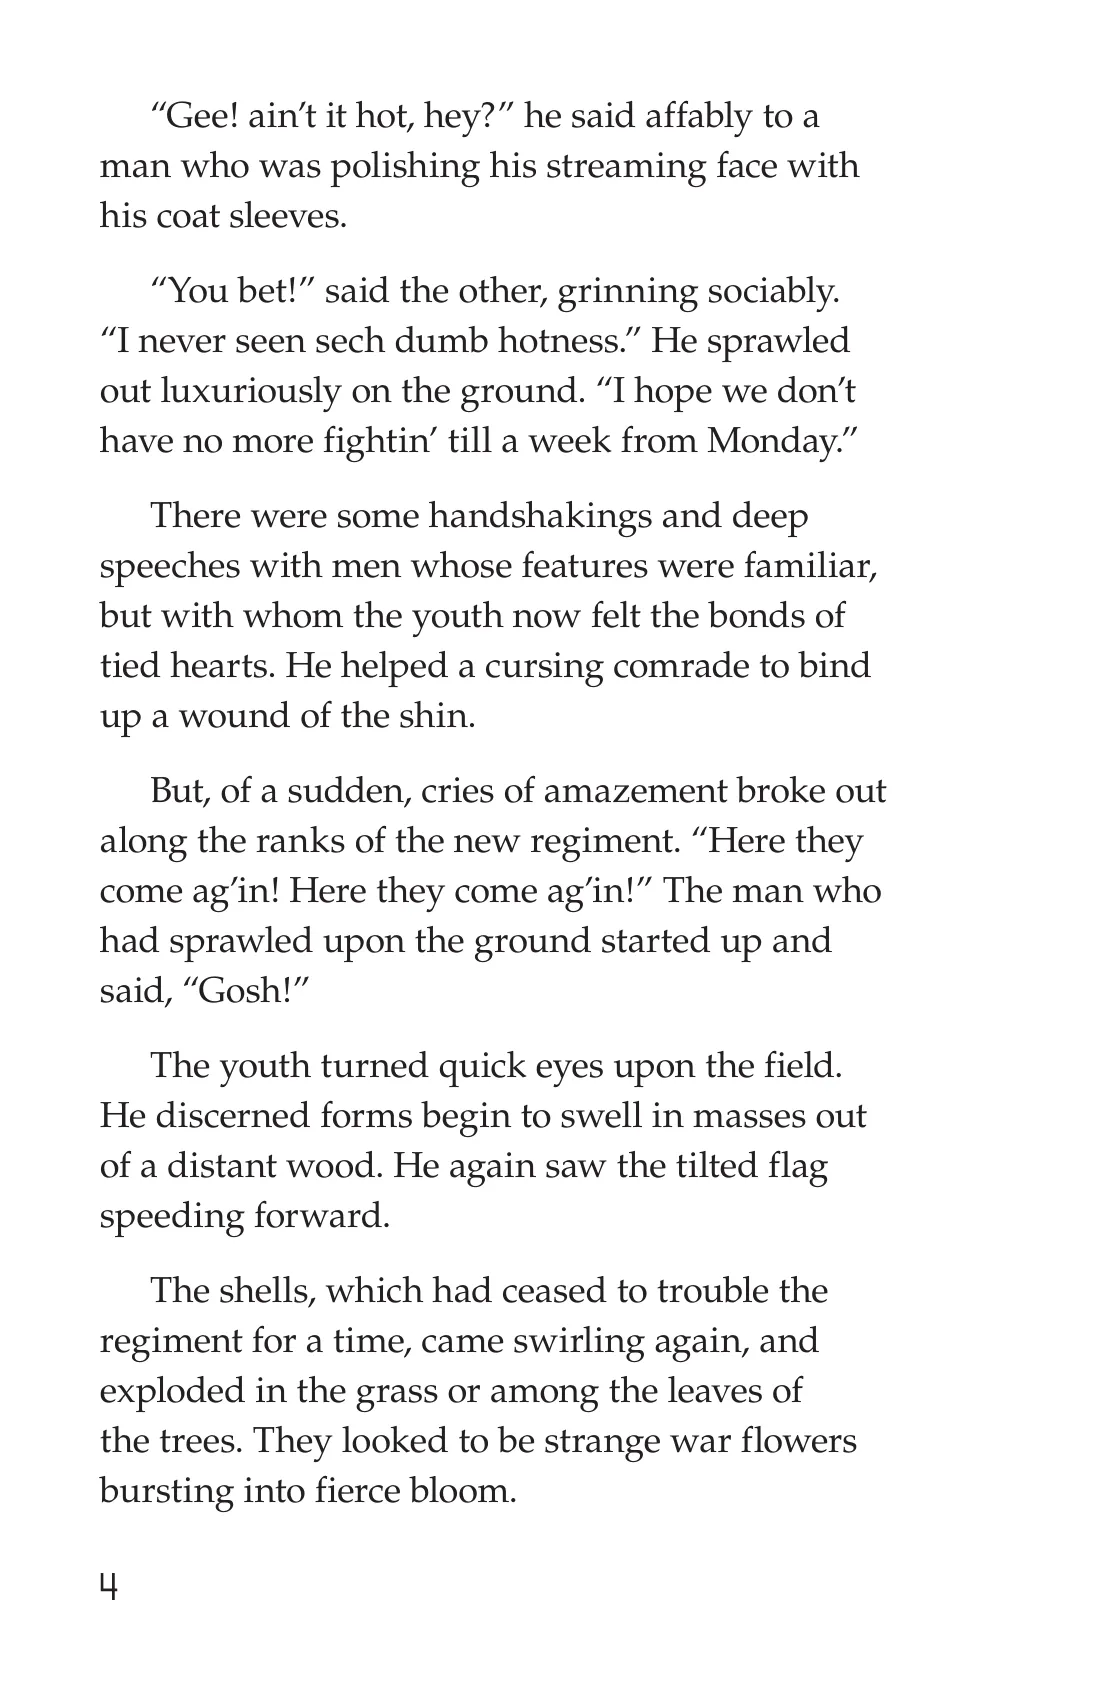 “Gee! ain’t it hot, hey?” he said affably to a
man who was polishing his streaming face with
his coat sleeves.
“You bet!” said the other, grinning sociably.
“I never seen sech dumb hotness.” He sprawled
out luxuriously on the ground. “I hope we don’t
have no more fightin’ till a week from Monday.”
There were some handshakings and deep
speeches with men whose features were familiar,
but with whom the youth now felt the bonds of
tied hearts. He helped a cursing comrade to bind
up a wound of the shin.
But, of a sudden, cries of amazement broke out
along the ranks of the new regiment. “Here they
come ag’in! Here they come ag’in!” The man who
had sprawled upon the ground started up and
said, “Gosh!”
The youth turned quick eyes upon the field.
He discerned forms begin to swell in masses out
of a distant wood. He again saw the tilted flag
speeding forward.
The shells, which had ceased to trouble the
regiment for a time, came swirling again, and
exploded in the grass or among the leaves of
the trees. They looked to be strange war flowers
bursting into fierce bloom.
4